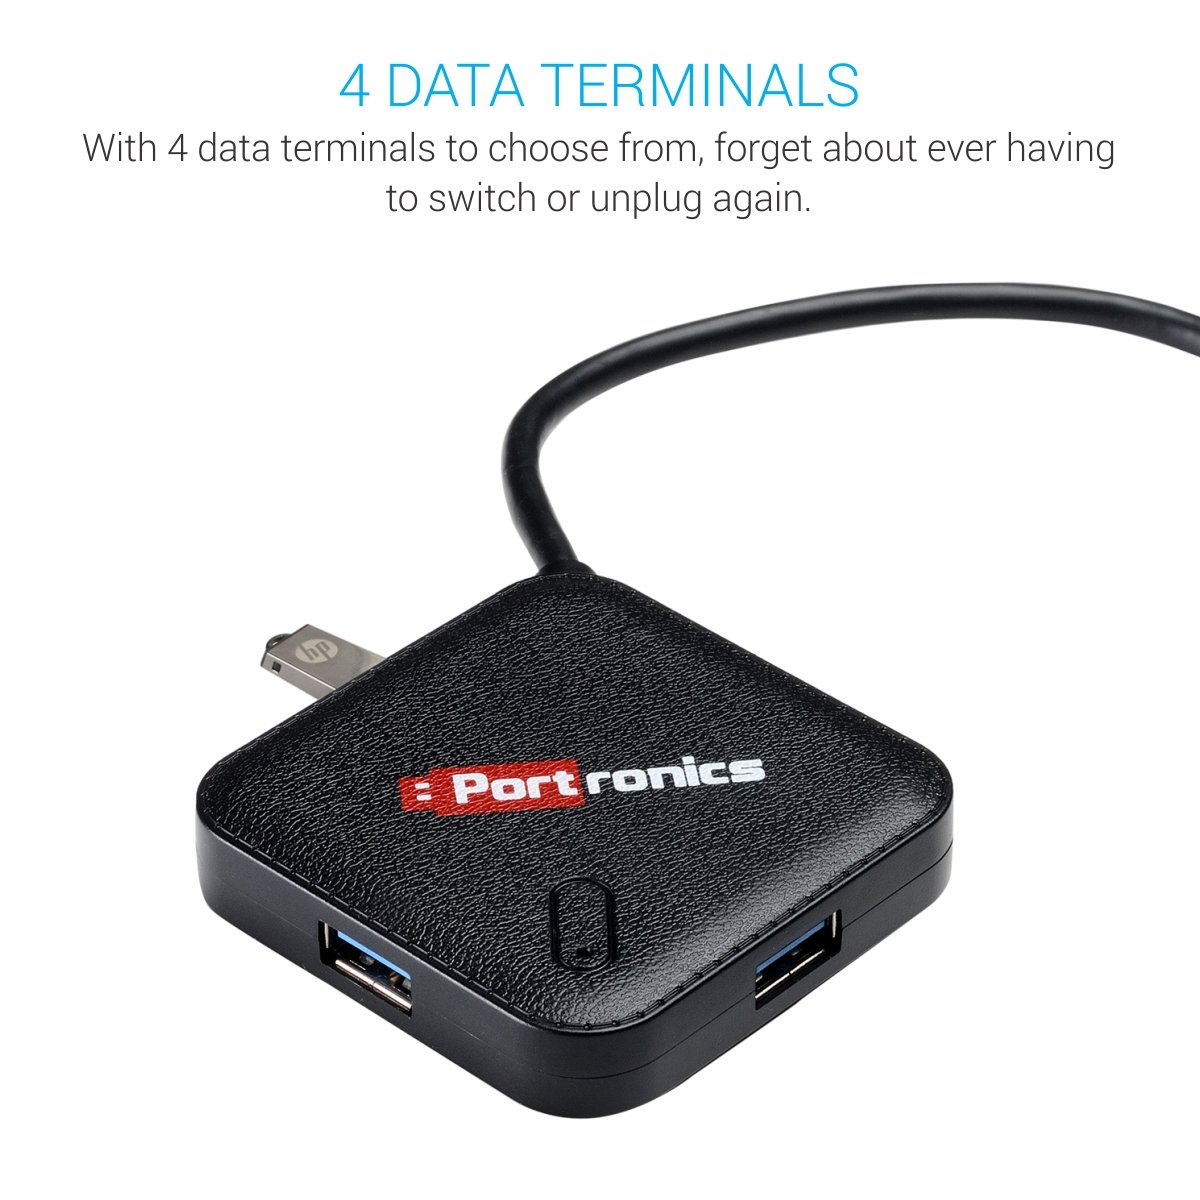 4 DATA TERMINALS
With 4 data terminals to choose from, forget about ever having
to switch or unplug again.
hp
Portronics